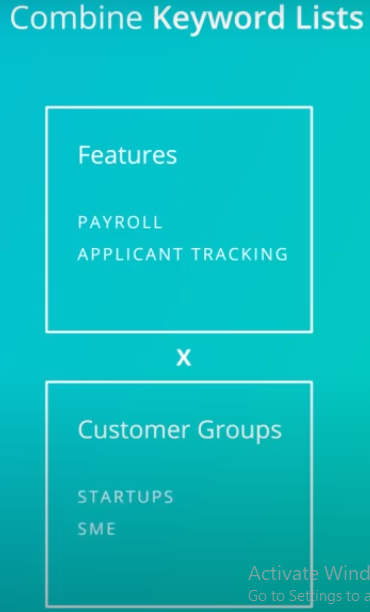 Combine Keyword Lists
Features
PAYROLL
APPLICANT TRACKING
X
Customer Groups
STARTUPS
SME
Activate Wind
Go to Settings to a